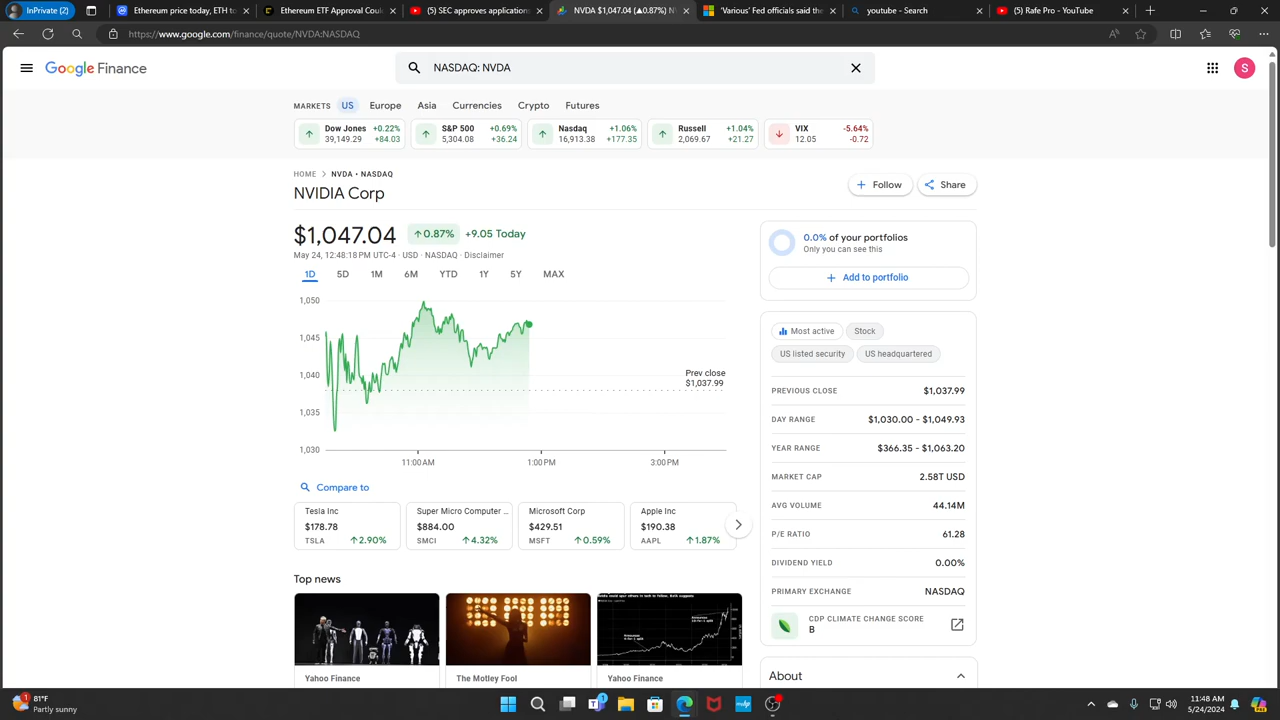 InPrivate (2)
Ethereum price today, ETH to
Ethereum ETF Approval Coul
(5) SEC approves application
NVDA $1,047.04 (▲0.87%) NV
'Various' Fed officials said the
youtube - Search
(5) Rafe Pro - YouTube
https://www.google.com/finance/quote/NVDA:NASDAQ
Google Finance
NASDAQ: NVDA
S
MARKETS US Europe Asia Currencies Crypto Futures
Dow Jones +0.22%
39,149.29 +84.03
S&P 500 +0.69%
5,304.08 +36.24
Nasdaq +1.06%
16,913.38 +177.35
Russell +1.04%
2,069.67 +21.27
VIX -5.64%
12.05 -0.72
HOME > NVDA • NASDAQ
NVIDIA Corp
+ Follow
Share
$1,047.04 ↑0.87% +9.05 Today
May 24, 12:48:18 PM UTC-4 · USD · NASDAQ · Disclaimer
1D 5D 1M 6M YTD 1Y 5Y MAX
1,050
1,045
1,040
1,035
1,030
Prev close
$1,037.99
11:00 AM 1:00 PM 3:00 PM
Compare to
Tesla Inc
$178.78
TSLA ↑2.90%
Super Micro Computer ...
$884.00
SMCI ↑4.32%
Microsoft Corp
$429.51
MSFT ↑0.59%
Apple Inc
$190.38
AAPL ↑1.87%
Top news
Yahoo Finance
The Motley Fool
Yahoo Finance
0.0% of your portfolios
Only you can see this
+ Add to portfolio
Most active
Stock
US listed security
US headquartered
PREVIOUS CLOSE $1,037.99
DAY RANGE $1,030.00 - $1,049.93
YEAR RANGE $366.35 - $1,063.20
MARKET CAP 2.58T USD
AVG VOLUME 44.14M
P/E RATIO 61.28
DIVIDEND YIELD 0.00%
PRIMARY EXCHANGE NASDAQ
CDP CLIMATE CHANGE SCORE
B
About
1
81°F
Partly sunny
11:48 AM
5/24/2024